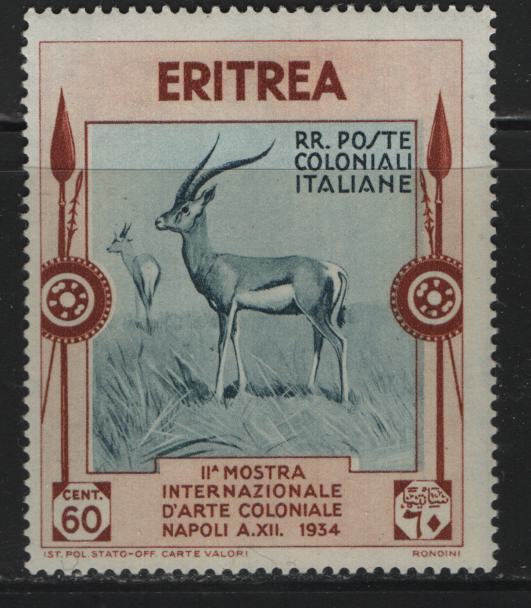 ERITREA
RR. POSTE
COLONIALI
ITALIANE
IIᴬ MOSTRA
INTERNAZIONALE
D'ARTE COLONIALE
NAPOLI A.XII. 1934
CENT.
60
٦٠
IST. POL. STATO-OFF. CARTE VALORI
RONDINI